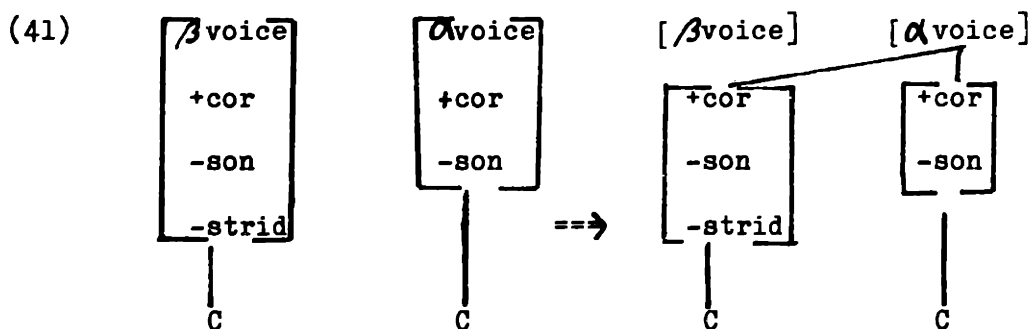 (41) βvoice αvoice [βvoice] [αvoice]
+cor +cor +cor +cor
-son -son -son -son
-strid ==> -strid
C C C C